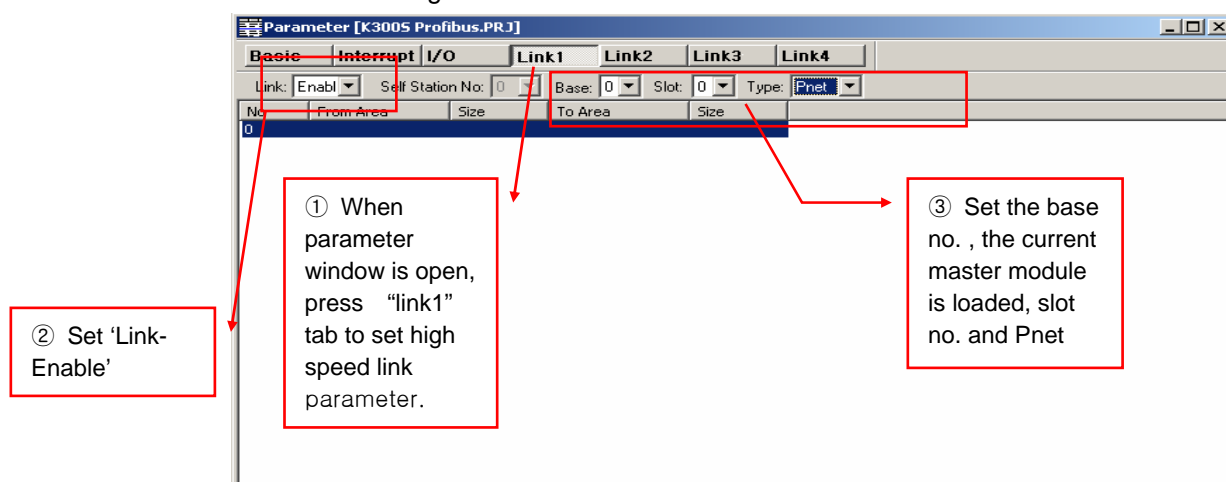 Parameter [K300S Profibus.PRJ]
Basic Interrupt I/O Link1 Link2 Link3 Link4
Link: Enabl Self Station No: 0 Base: 0 Slot: 0 Type: Pnet
No From Area Size To Area Size
0
① When
parameter
window is open,
press “link1”
tab to set high
speed link
parameter.
② Set ‘Link-
Enable’
③ Set the base
no. , the current
master module
is loaded, slot
no. and Pnet